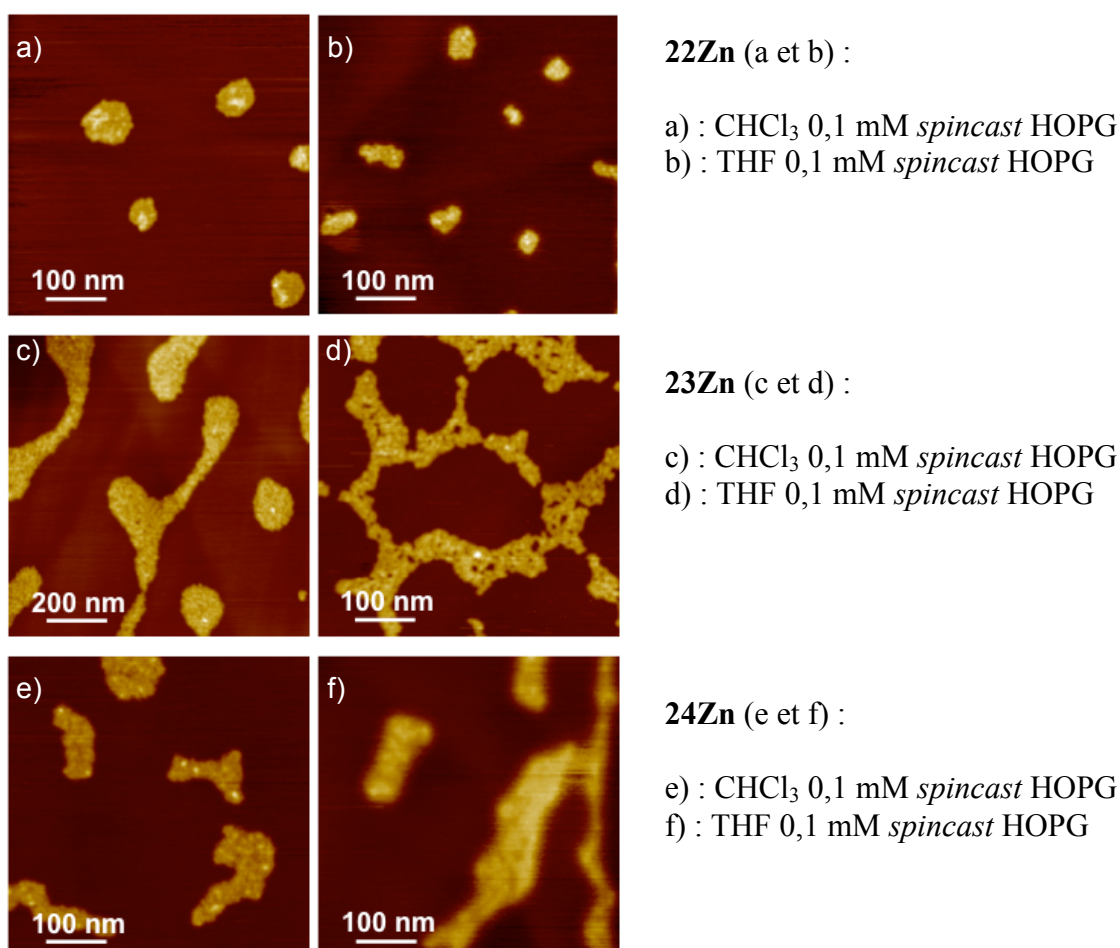 a)
100 nm
b)
100 nm
22Zn (a et b) :
a) : CHCl₃ 0,1 mM spincast HOPG
b) : THF 0,1 mM spincast HOPG
c)
200 nm
d)
100 nm
23Zn (c et d) :
c) : CHCl₃ 0,1 mM spincast HOPG
d) : THF 0,1 mM spincast HOPG
e)
100 nm
f)
100 nm
24Zn (e et f) :
e) : CHCl₃ 0,1 mM spincast HOPG
f) : THF 0,1 mM spincast HOPG